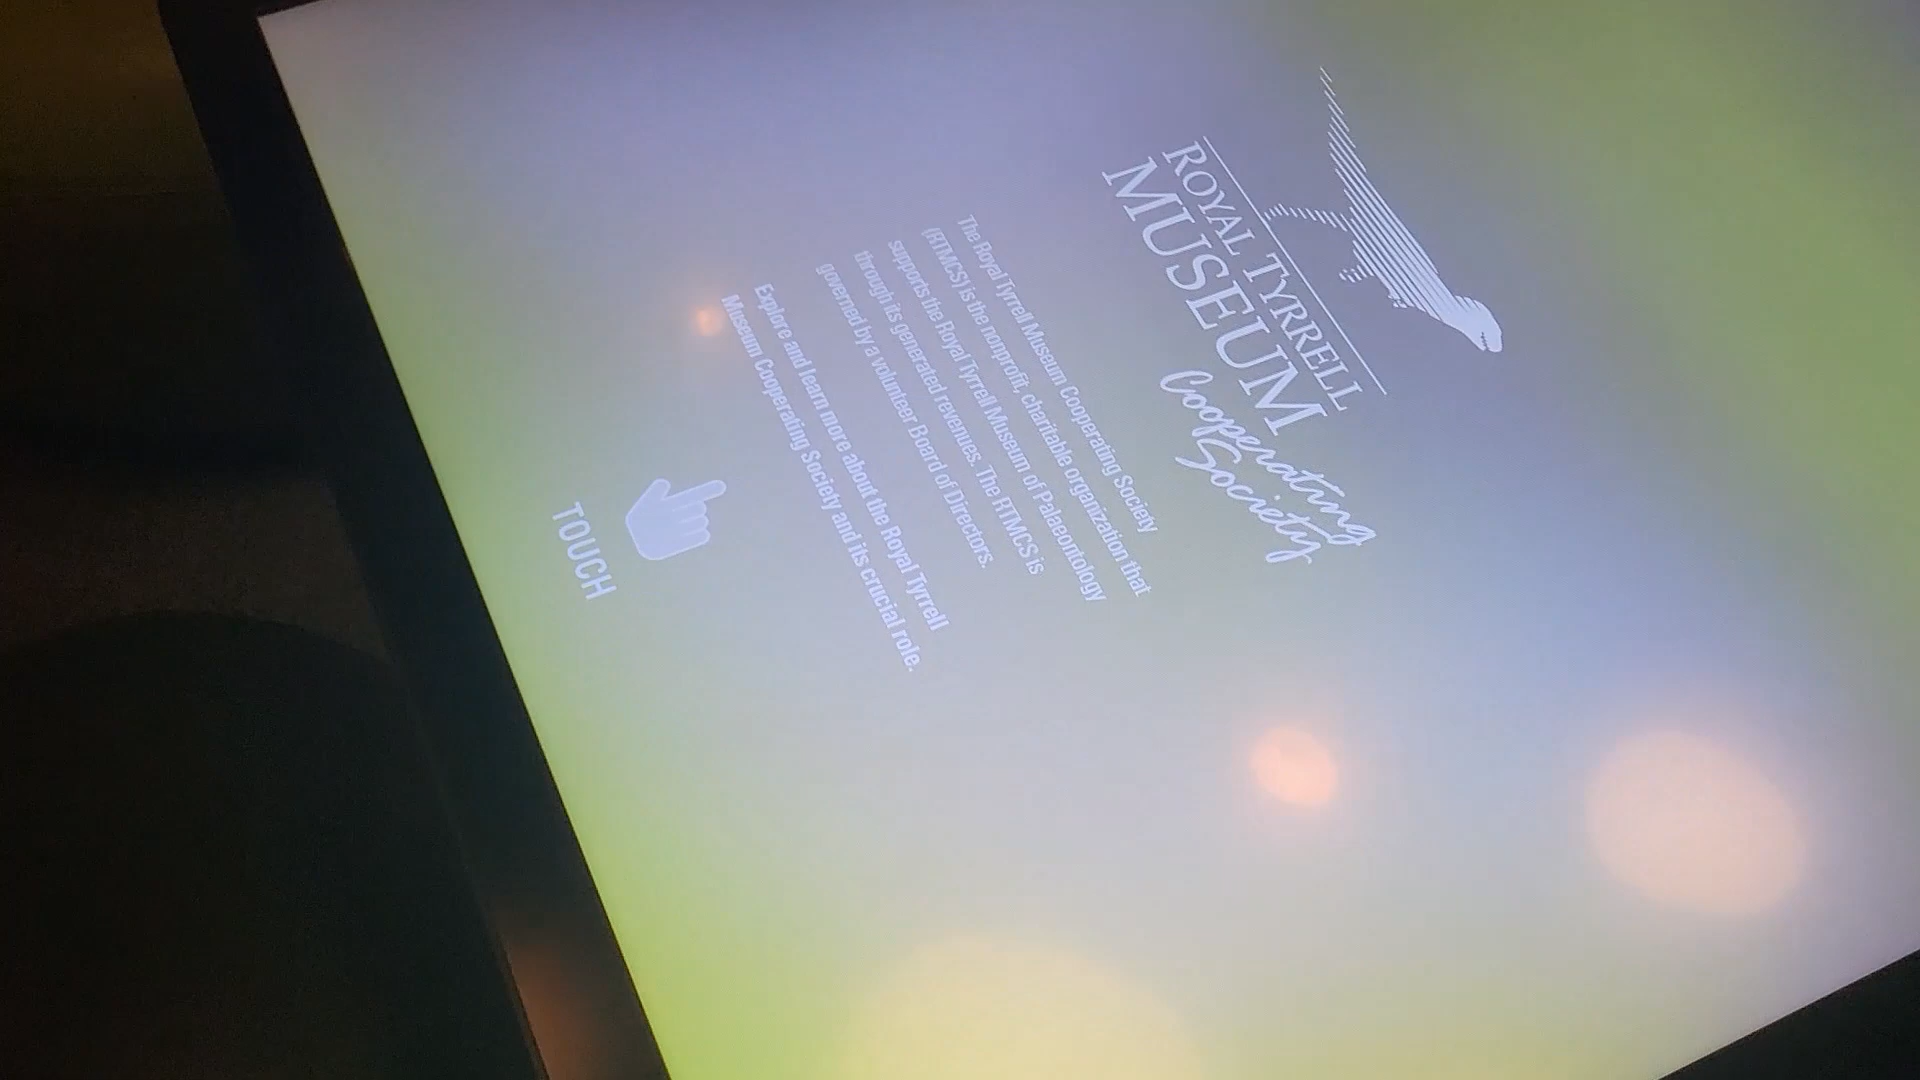 ROYAL TYRRELL
MUSEUM
Cooperating
Society
The Royal Tyrrell Museum Cooperating Society
(RTMCS) is the nonprofit, charitable organization that
supports the Royal Tyrrell Museum of Palaeontology
through its generated revenues. The RTMCS is
governed by a volunteer Board of Directors.
Explore and learn more about the Royal Tyrrell
Museum Cooperating Society and its crucial role.
TOUCH